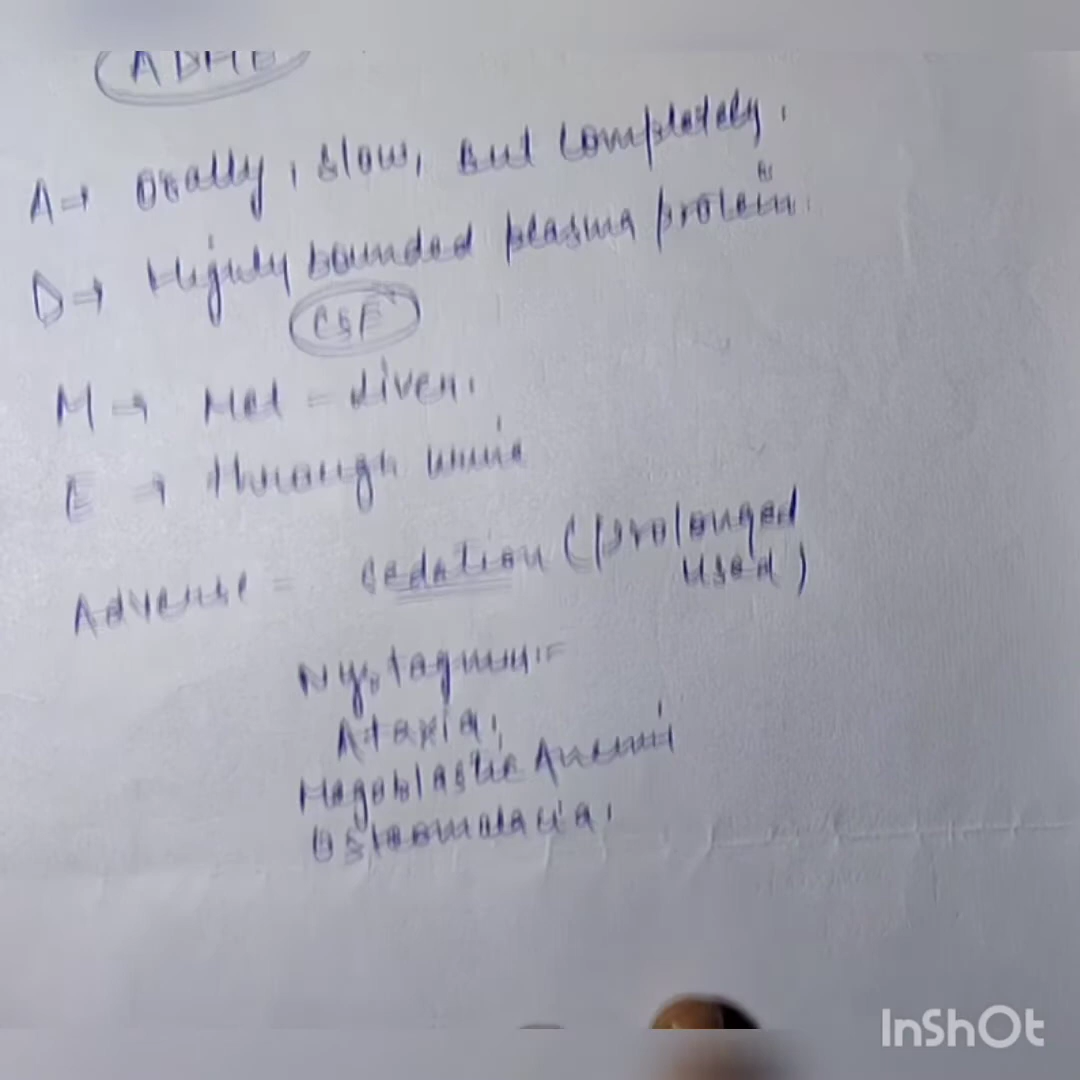 ADME
A → orally, slow, but completely.
D → Highly bounded plasma protein.
CSF
M → Met = Liver.
E → through urine
Adverse = Sedation (prolonged
used)
Nystagmus =
Ataxia,
Megoblastic Anemi
Osteomalacia,
InShOt